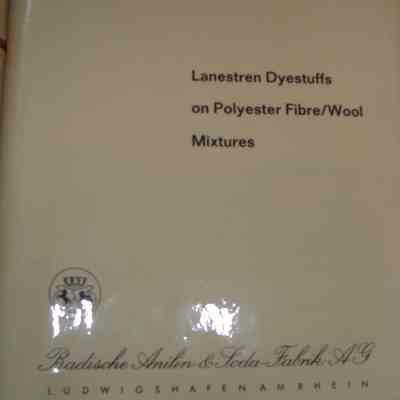 Lanestren Dyestuffs
on Polyester Fibre/Wool
Mixtures
Badische Anilin- & Soda-Fabrik AG
LUDWIGSHAFEN AM RHEIN